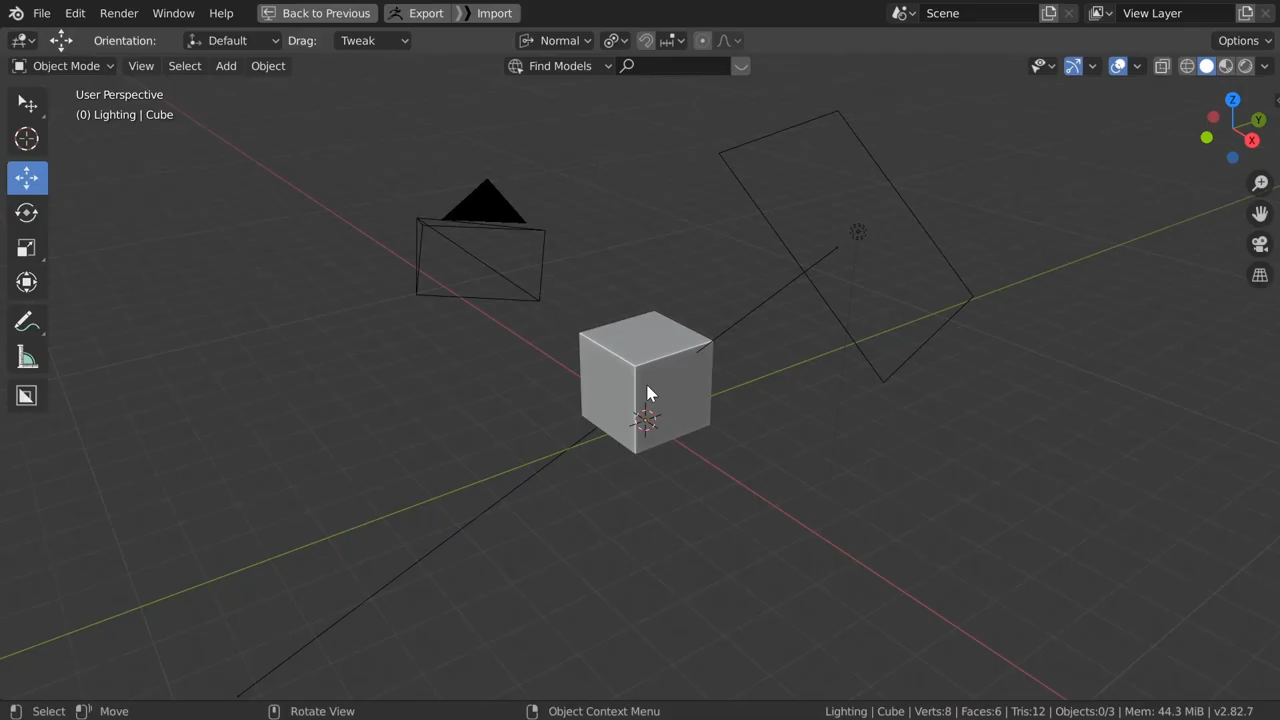 File Edit Render Window Help Back to Previous Export Import Scene View Layer
Orientation: Default Drag: Tweak Normal Options
Object Mode View Select Add Object Find Models
User Perspective
(0) Lighting | Cube
Z
Y
X
Select Move Rotate View Object Context Menu Lighting | Cube | Verts:8 | Faces:6 | Tris:12 | Objects:0/3 | Mem: 44.3 MiB | v2.82.7